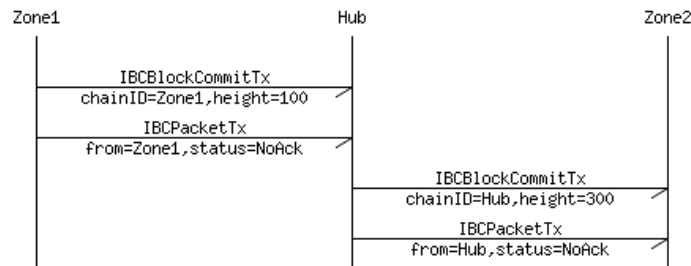 Zone1 Hub Zone2
IBCBlockCommitTx
chainID=Zone1,height=100
IBCPacketTx
from=Zone1,status=NoAck
IBCBlockCommitTx
chainID=Hub,height=300
IBCPacketTx
from=Hub,status=NoAck